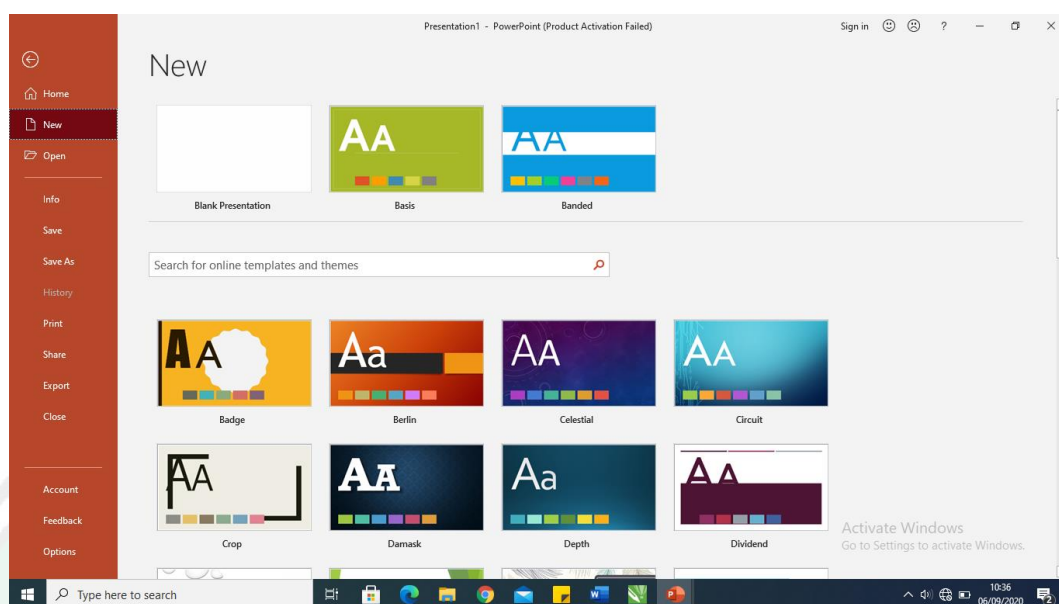 Presentation1 - PowerPoint (Product Activation Failed)
Sign in
?
New
Home
New
Open
Info
Save
Save As
History
Print
Share
Export
Close
Account
Feedback
Options
AA
AA
Blank Presentation
Basis
Banded
Search for online templates and themes
AA
Aa
AA
AA
Badge
Berlin
Celestial
Circuit
AA
AA
Aa
AA
Crop
Damask
Depth
Dividend
Activate Windows
Go to Settings to activate Windows.
Type here to search
10:36
06/09/2020
2